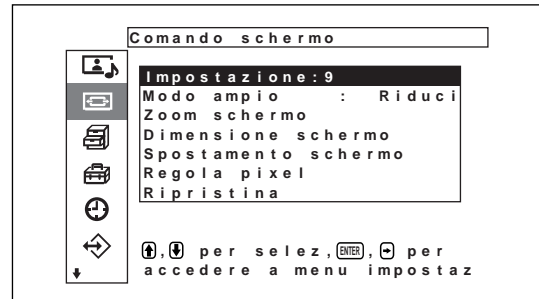 Comando schermo
Impostazione:9
Modo ampio : Riduci
Zoom schermo
Dimensione schermo
Spostamento schermo
Regola pixel
Ripristina
, per selez, ENTER, per
accedere a menu impostaz